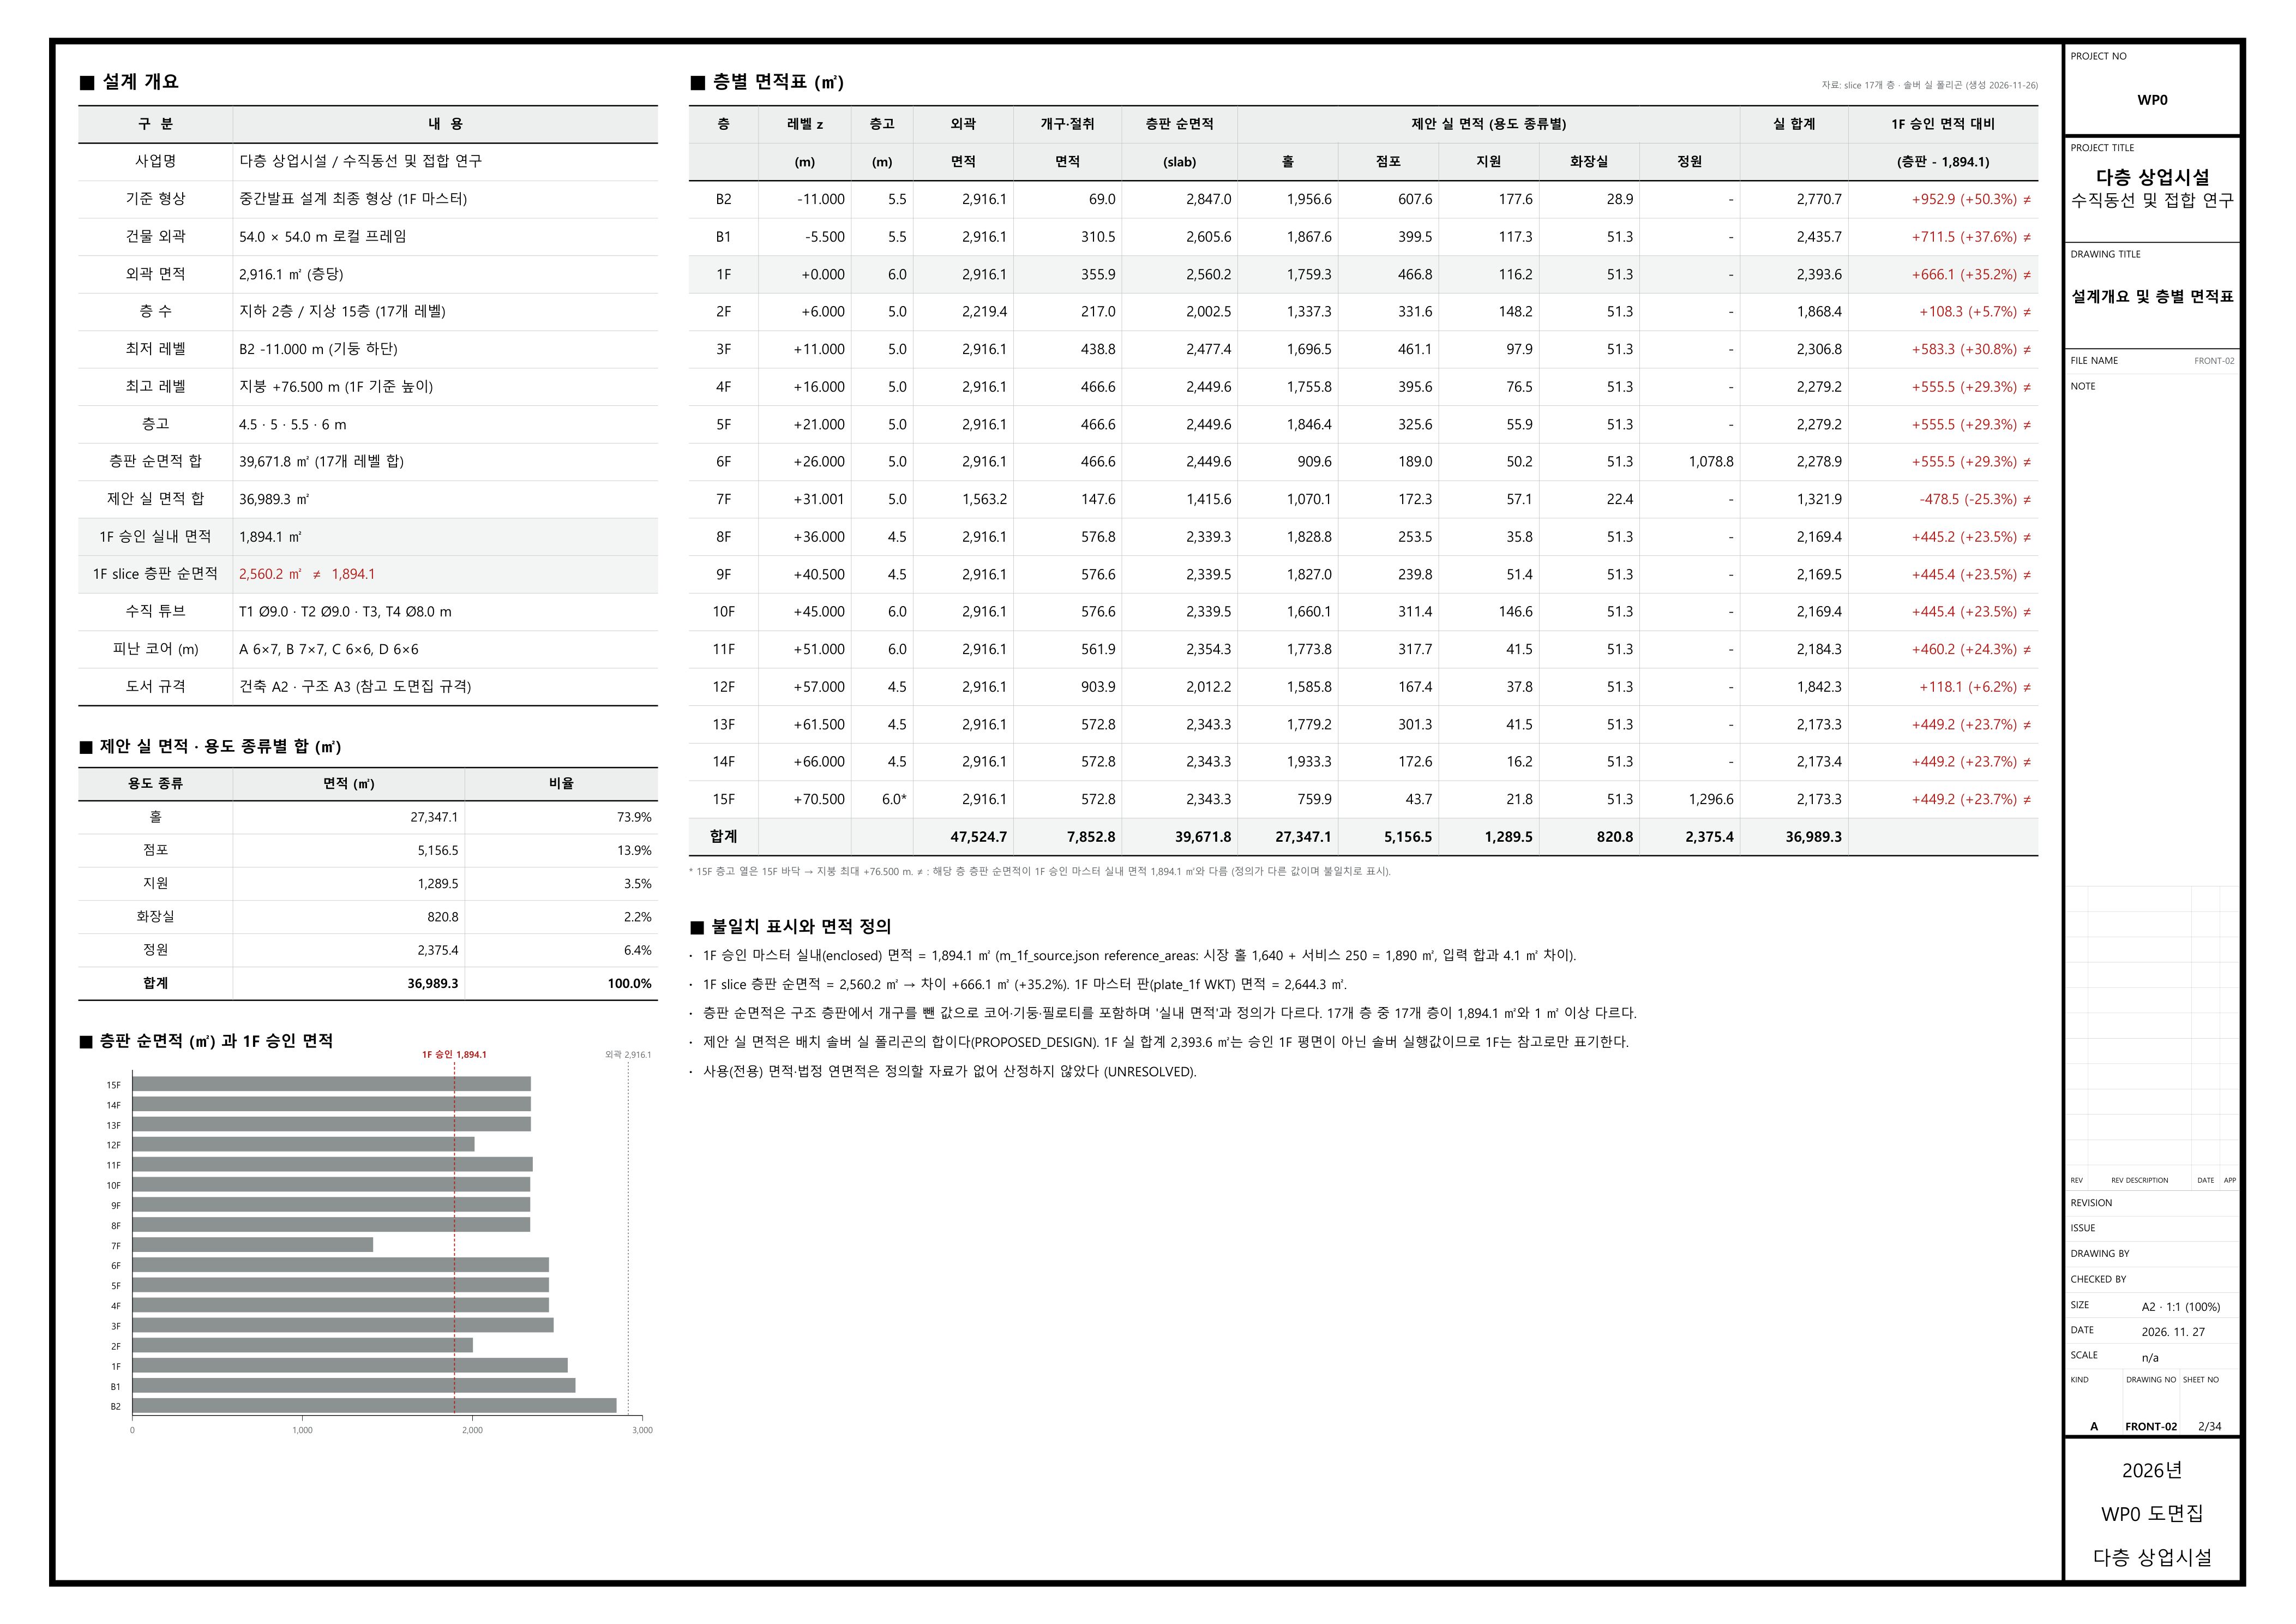 ■ 설계 개요
구 분 내 용
사업명 다층 상업시설 / 수직동선 및 접합 연구
기준 형상 중간발표 설계 최종 형상 (1F 마스터)
건물 외곽 54.0 × 54.0 m 로컬 프레임
외곽 면적 2,916.1 ㎡ (층당)
층 수 지하 2층 / 지상 15층 (17개 레벨)
최저 레벨 B2 -11.000 m (기둥 하단)
최고 레벨 지붕 +76.500 m (1F 기준 높이)
층고 4.5 · 5 · 5.5 · 6 m
층판 순면적 합 39,671.8 ㎡ (17개 레벨 합)
제안 실 면적 합 36,989.3 ㎡
1F 승인 실내 면적 1,894.1 ㎡
1F slice 층판 순면적 2,560.2 ㎡ ≠ 1,894.1
수직 튜브 T1 Ø9.0 · T2 Ø9.0 · T3, T4 Ø8.0 m
피난 코어 (m) A 6×7, B 7×7, C 6×6, D 6×6
도서 규격 건축 A2 · 구조 A3 (참고 도면집 규격)
■ 제안 실 면적 · 용도 종류별 합 (㎡)
용도 종류 면적 (㎡) 비율
홀 27,347.1 73.9%
점포 5,156.5 13.9%
지원 1,289.5 3.5%
화장실 820.8 2.2%
정원 2,375.4 6.4%
합계 36,989.3 100.0%
■ 층판 순면적 (㎡) 과 1F 승인 면적
1F 승인 1,894.1 외곽 2,916.1
15F
14F
13F
12F
11F
10F
9F
8F
7F
6F
5F
4F
3F
2F
1F
B1
B2
0 1,000 2,000 3,000
■ 층별 면적표 (㎡)
자료: slice 17개 층 · 솔버 실 폴리곤 (생성 2026-11-26)
층 레벨 z 층고 외곽 개구·절취 층판 순면적 제안 실 면적 (용도 종류별) 실 합계 1F 승인 면적 대비
(m) (m) 면적 면적 (slab) 홀 점포 지원 화장실 정원 (층판 - 1,894.1)
B2 -11.000 5.5 2,916.1 69.0 2,847.0 1,956.6 607.6 177.6 28.9 - 2,770.7 +952.9 (+50.3%) ≠
B1 -5.500 5.5 2,916.1 310.5 2,605.6 1,867.6 399.5 117.3 51.3 - 2,435.7 +711.5 (+37.6%) ≠
1F +0.000 6.0 2,916.1 355.9 2,560.2 1,759.3 466.8 116.2 51.3 - 2,393.6 +666.1 (+35.2%) ≠
2F +6.000 5.0 2,219.4 217.0 2,002.5 1,337.3 331.6 148.2 51.3 - 1,868.4 +108.3 (+5.7%) ≠
3F +11.000 5.0 2,916.1 438.8 2,477.4 1,696.5 461.1 97.9 51.3 - 2,306.8 +583.3 (+30.8%) ≠
4F +16.000 5.0 2,916.1 466.6 2,449.6 1,755.8 395.6 76.5 51.3 - 2,279.2 +555.5 (+29.3%) ≠
5F +21.000 5.0 2,916.1 466.6 2,449.6 1,846.4 325.6 55.9 51.3 - 2,279.2 +555.5 (+29.3%) ≠
6F +26.000 5.0 2,916.1 466.6 2,449.6 909.6 189.0 50.2 51.3 1,078.8 2,278.9 +555.5 (+29.3%) ≠
7F +31.001 5.0 1,563.2 147.6 1,415.6 1,070.1 172.3 57.1 22.4 - 1,321.9 -478.5 (-25.3%) ≠
8F +36.000 4.5 2,916.1 576.8 2,339.3 1,828.8 253.5 35.8 51.3 - 2,169.4 +445.2 (+23.5%) ≠
9F +40.500 4.5 2,916.1 576.6 2,339.5 1,827.0 239.8 51.4 51.3 - 2,169.5 +445.4 (+23.5%) ≠
10F +45.000 6.0 2,916.1 576.6 2,339.5 1,660.1 311.4 146.6 51.3 - 2,169.4 +445.4 (+23.5%) ≠
11F +51.000 6.0 2,916.1 561.9 2,354.3 1,773.8 317.7 41.5 51.3 - 2,184.3 +460.2 (+24.3%) ≠
12F +57.000 4.5 2,916.1 903.9 2,012.2 1,585.8 167.4 37.8 51.3 - 1,842.3 +118.1 (+6.2%) ≠
13F +61.500 4.5 2,916.1 572.8 2,343.3 1,779.2 301.3 41.5 51.3 - 2,173.3 +449.2 (+23.7%) ≠
14F +66.000 4.5 2,916.1 572.8 2,343.3 1,933.3 172.6 16.2 51.3 - 2,173.4 +449.2 (+23.7%) ≠
15F +70.500 6.0* 2,916.1 572.8 2,343.3 759.9 43.7 21.8 51.3 1,296.6 2,173.3 +449.2 (+23.7%) ≠
합계 47,524.7 7,852.8 39,671.8 27,347.1 5,156.5 1,289.5 820.8 2,375.4 36,989.3
* 15F 층고 열은 15F 바닥 → 지붕 최대 +76.500 m. ≠ : 해당 층 층판 순면적이 1F 승인 마스터 실내 면적 1,894.1 ㎡와 다름 (정의가 다른 값이며 불일치로 표시).
■ 불일치 표시와 면적 정의
· 1F 승인 마스터 실내(enclosed) 면적 = 1,894.1 ㎡ (m_1f_source.json reference_areas: 시장 홀 1,640 + 서비스 250 = 1,890 ㎡, 입력 합과 4.1 ㎡ 차이).
· 1F slice 층판 순면적 = 2,560.2 ㎡ → 차이 +666.1 ㎡ (+35.2%). 1F 마스터 판(plate_1f WKT) 면적 = 2,644.3 ㎡.
· 층판 순면적은 구조 층판에서 개구를 뺀 값으로 코어·기둥·필로티를 포함하며 '실내 면적'과 정의가 다르다. 17개 층 중 17개 층이 1,894.1 ㎡와 1 ㎡ 이상 다르다.
· 제안 실 면적은 배치 솔버 실 폴리곤의 합이다(PROPOSED_DESIGN). 1F 실 합계 2,393.6 ㎡는 승인 1F 평면이 아닌 솔버 실행값이므로 1F는 참고로만 표기한다.
· 사용(전용) 면적·법정 연면적은 정의할 자료가 없어 산정하지 않았다 (UNRESOLVED).
PROJECT NO
WP0
PROJECT TITLE
다층 상업시설
수직동선 및 접합 연구
DRAWING TITLE
설계개요 및 층별 면적표
FILE NAME FRONT-02
NOTE
REV REV DESCRIPTION DATE APP
REVISION
ISSUE
DRAWING BY
CHECKED BY
SIZE A2 · 1:1 (100%)
DATE 2026. 11. 27
SCALE n/a
KIND DRAWING NO SHEET NO
A FRONT-02 2/34
2026년
WP0 도면집
다층 상업시설